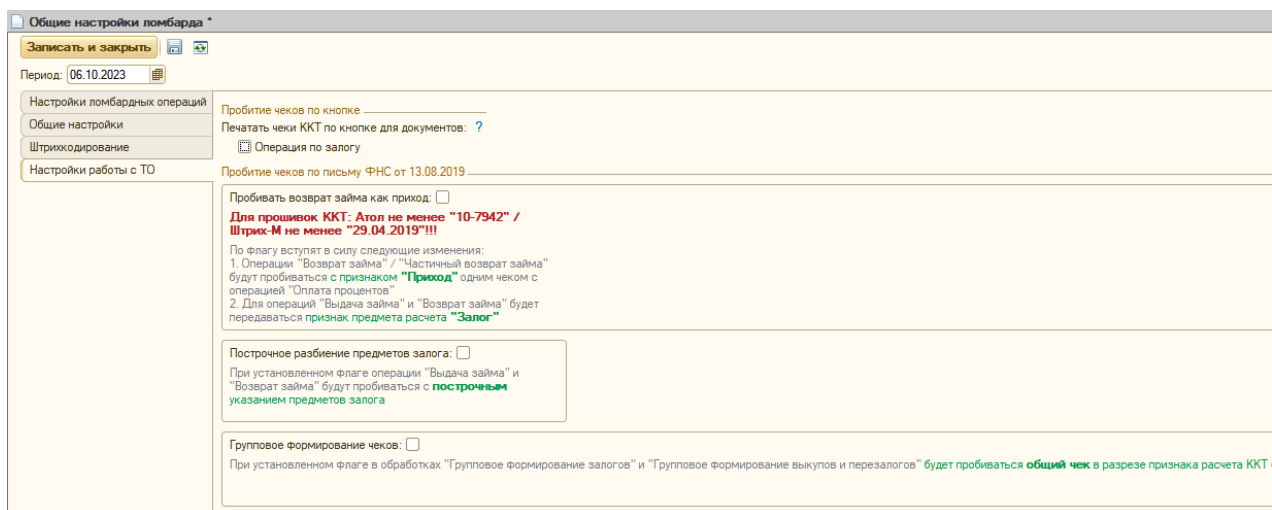 Общие настройки ломбарда *
Записать и закрыть
Период: 06.10.2023
Настройки ломбардных операций
Общие настройки
Штрихкодирование
Настройки работы с ТО
Пробитие чеков по кнопке
Печатать чеки ККТ по кнопке для документов: ?
Операция по залогу
Пробитие чеков по письму ФНС от 13.08.2019
Пробивать возврат займа как приход:
Для прошивок ККТ: Атол не менее "10-7942" /
Штрих-М не менее "29.04.2019"!!!
По флагу вступят в силу следующие изменения:
1. Операции "Возврат займа" / "Частичный возврат займа"
будут пробиваться с признаком "Приход" одним чеком с
операцией "Оплата процентов"
2. Для операций "Выдача займа" и "Возврат займа" будет
передаваться признак предмета расчета "Залог"
Построчное разбиение предметов залога:
При установленном флаге операции "Выдача займа" и
"Возврат займа" будут пробиваться с построчным
указанием предметов залога
Групповое формирование чеков:
При установленном флаге в обработках "Групповое формирование залогов" и "Групповое формирование выкупов и перезалогов" будет пробиваться общий чек в разрезе признака расчета ККТ